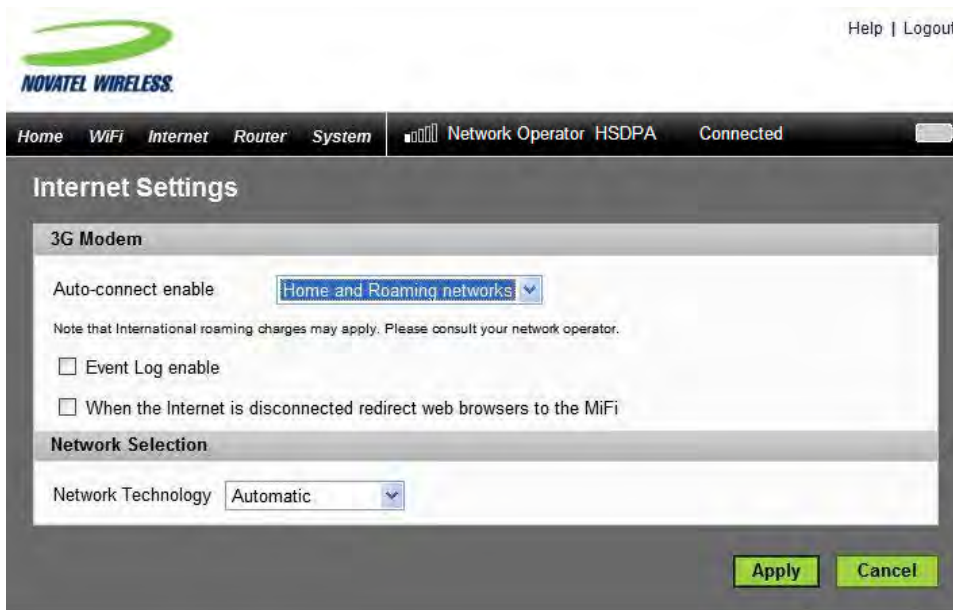 Help | Logout
NOVATEL WIRELESS.
Home WiFi Internet Router System Network Operator HSDPA Connected
Internet Settings
3G Modem
Auto-connect enable Home and Roaming networks
Note that International roaming charges may apply. Please consult your network operator.
Event Log enable
When the Internet is disconnected redirect web browsers to the MiFi
Network Selection
Network Technology Automatic
Apply Cancel